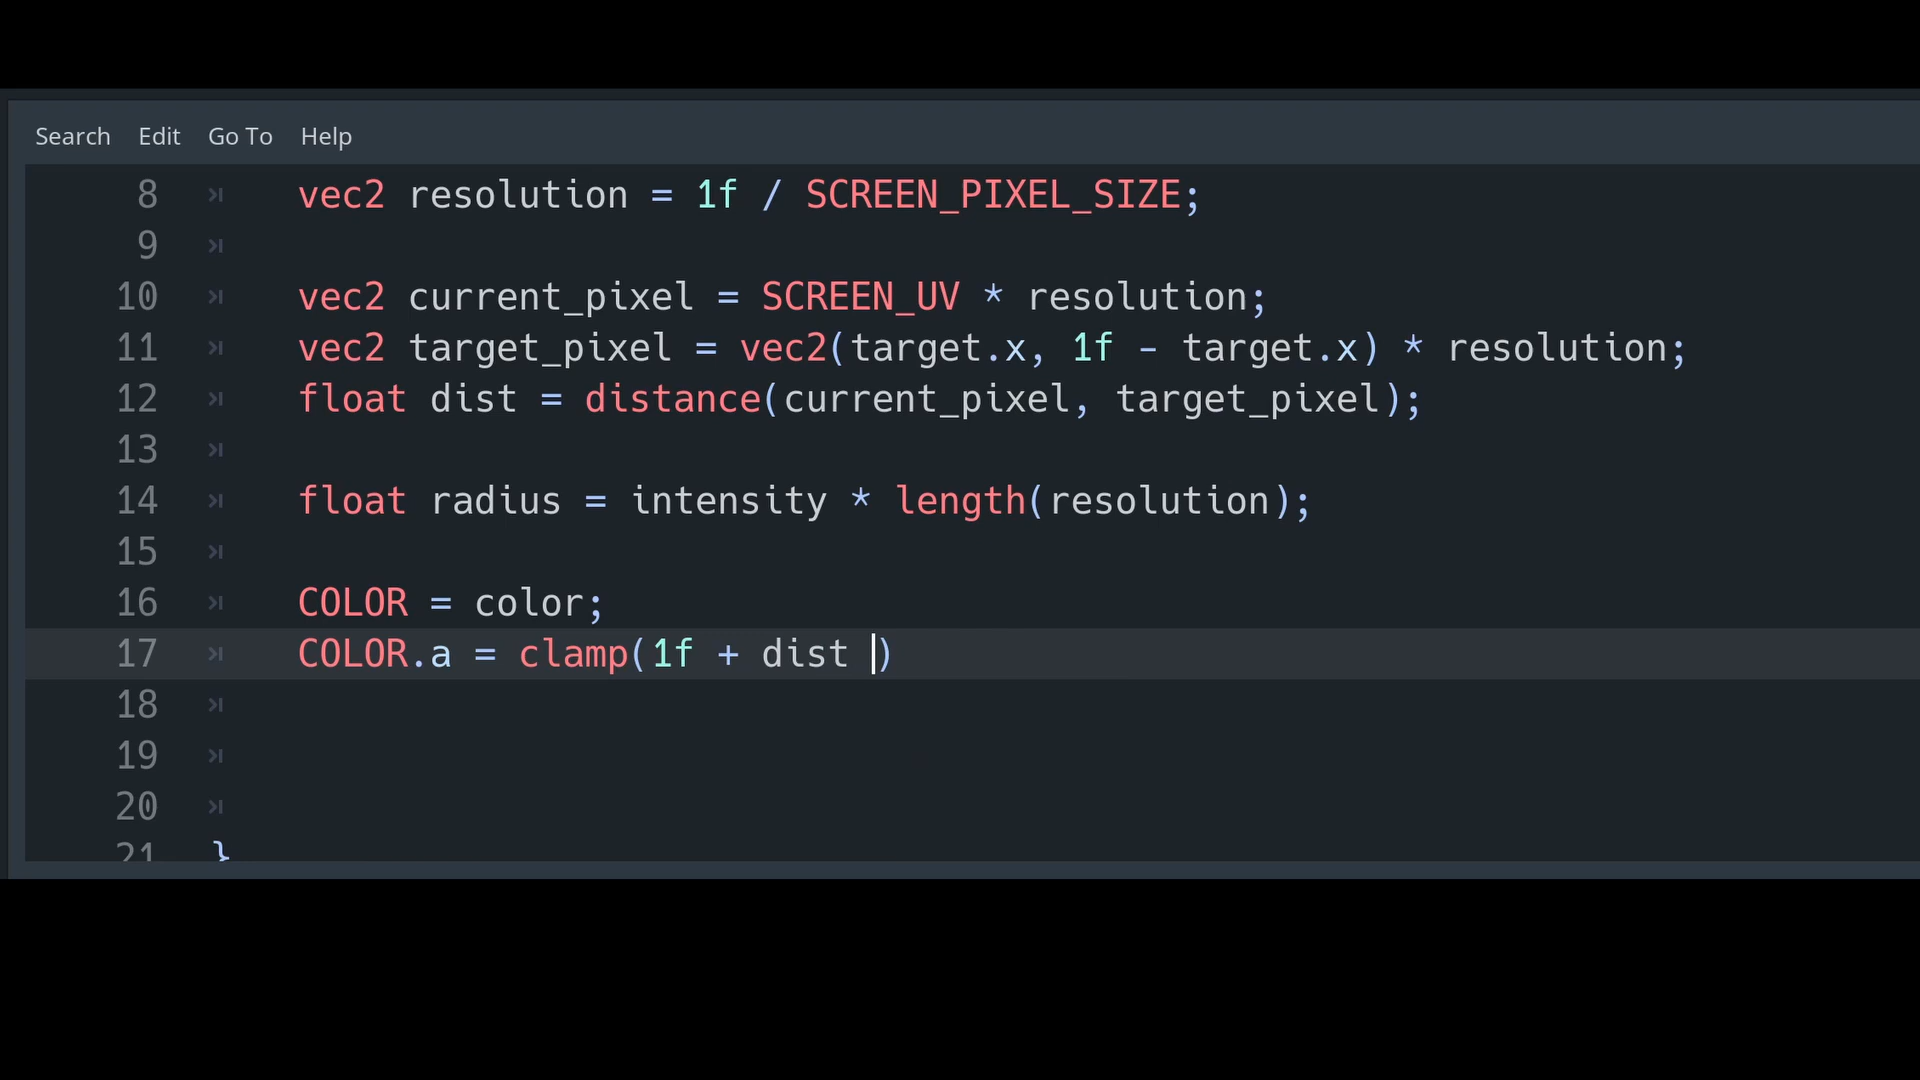 Search Edit Go To Help
8 vec2 resolution = 1f / SCREEN_PIXEL_SIZE;
9
10 vec2 current_pixel = SCREEN_UV * resolution;
11 vec2 target_pixel = vec2(target.x, 1f - target.x) * resolution;
12 float dist = distance(current_pixel, target_pixel);
13
14 float radius = intensity * length(resolution);
15
16 COLOR = color;
17 COLOR.a = clamp(1f + dist )
18
19
20
21 }